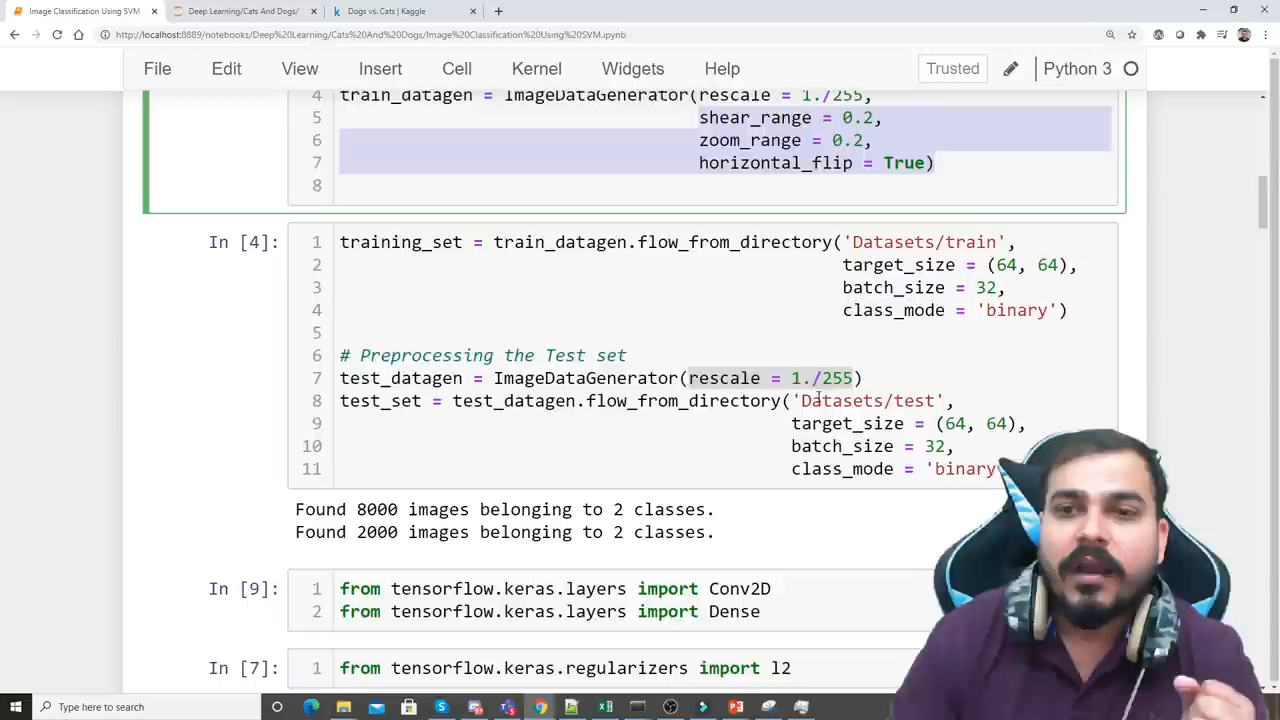 Image Classification Using SVM
Deep Learning/Cats And Dogs/
Dogs vs. Cats | Kaggle
http://localhost:8889/notebooks/Deep%20Learning/Cats%20And%20Dogs/Image%20Classification%20Using%20SVM.ipynb
File Edit View Insert Cell Kernel Widgets Help Trusted Python 3
4 train_datagen = ImageDataGenerator(rescale = 1./255,
5 shear_range = 0.2,
6 zoom_range = 0.2,
7 horizontal_flip = True)
8
In [4]: 1 training_set = train_datagen.flow_from_directory('Datasets/train',
2 target_size = (64, 64),
3 batch_size = 32,
4 class_mode = 'binary')
5
6 # Preprocessing the Test set
7 test_datagen = ImageDataGenerator(rescale = 1./255)
8 test_set = test_datagen.flow_from_directory('Datasets/test',
9 target_size = (64, 64),
10 batch_size = 32,
11 class_mode = 'binary
Found 8000 images belonging to 2 classes.
Found 2000 images belonging to 2 classes.
In [9]: 1 from tensorflow.keras.layers import Conv2D
2 from tensorflow.keras.layers import Dense
In [7]: 1 from tensorflow.keras.regularizers import l2
Type here to search